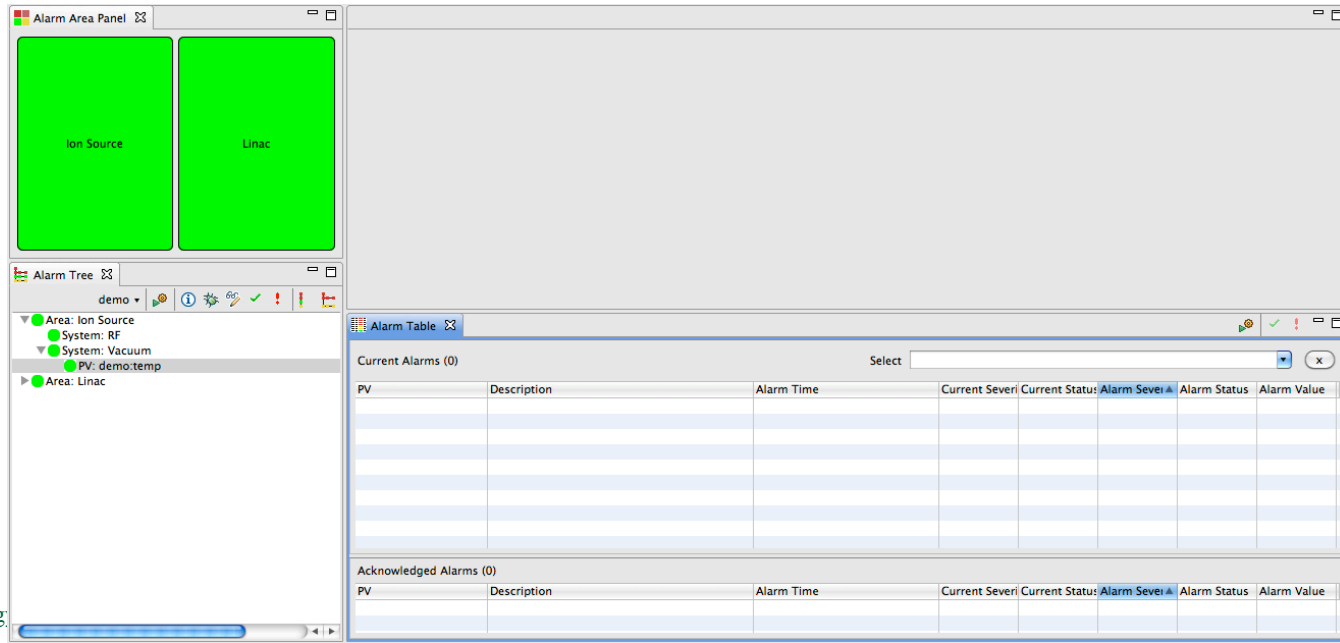 Alarm Area Panel
Ion Source
Linac
Alarm Tree
demo
Area: Ion Source
System: RF
System: Vacuum
PV: demo:temp
Area: Linac
Alarm Table
Current Alarms (0)
Select
x
PV Description Alarm Time Current Severi Current Status Alarm Sever Alarm Status Alarm Value
Acknowledged Alarms (0)
PV Description Alarm Time Current Severi Current Status Alarm Sever Alarm Status Alarm Value
g